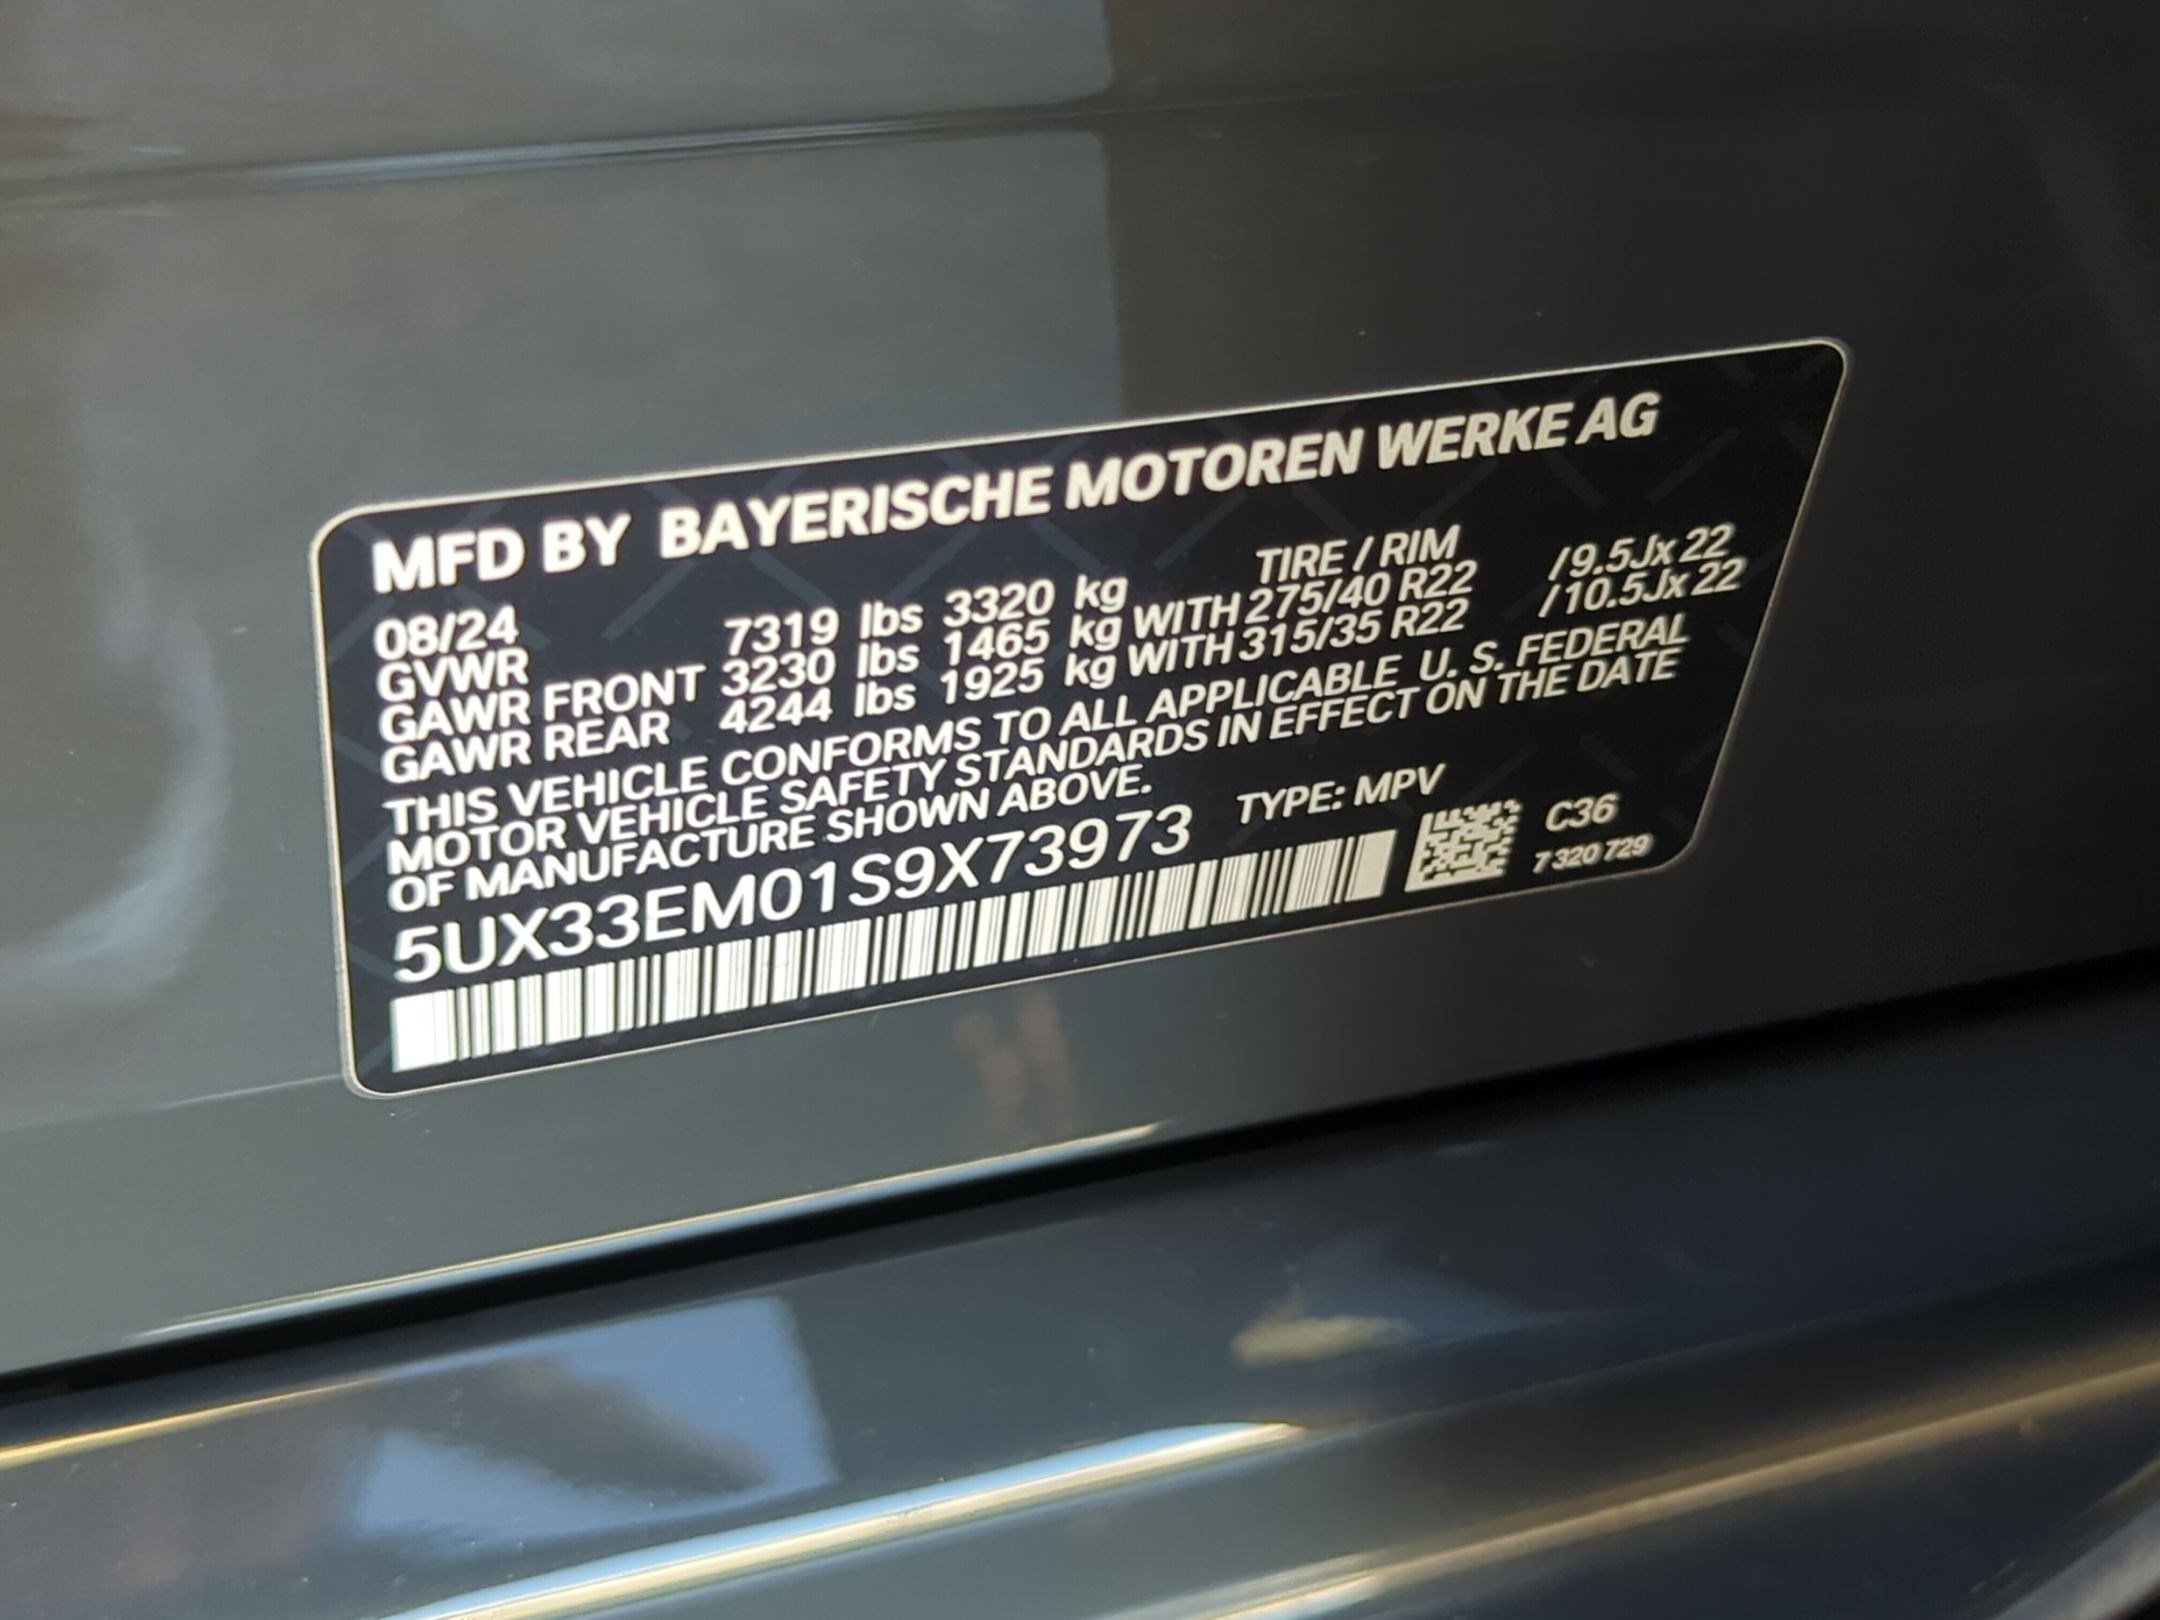 MFD BY BAYERISCHE MOTOREN WERKE AG
08/24 TIRE / RIM
GVWR 7319 lbs 3320 kg
GAWR FRONT 3230 lbs 1465 kg WITH 275/40 R22 /9.5Jx 22
GAWR REAR 4244 lbs 1925 kg WITH 315/35 R22 /10.5Jx 22
THIS VEHICLE CONFORMS TO ALL APPLICABLE U. S. FEDERAL
MOTOR VEHICLE SAFETY STANDARDS IN EFFECT ON THE DATE
OF MANUFACTURE SHOWN ABOVE.
5UX33EM01S9X73973 TYPE: MPV
C36
7 320 729